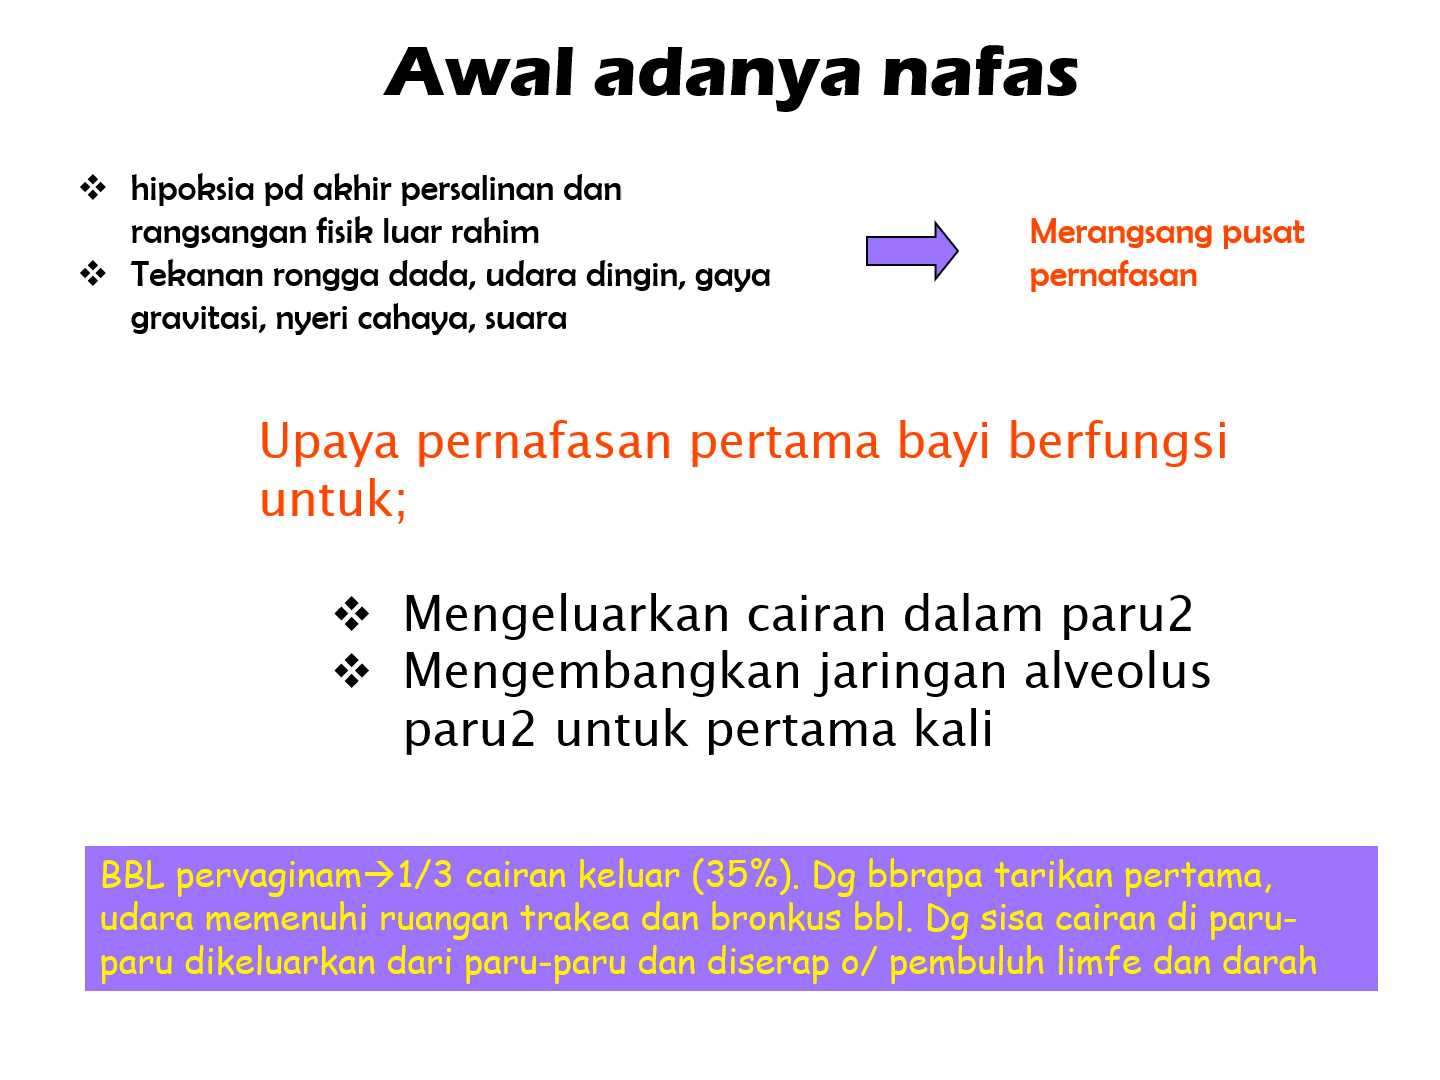 Awal adanya nafas
❖ hipoksia pd akhir persalinan dan
rangsangan fisik luar rahim
❖ Tekanan rongga dada, udara dingin, gaya
gravitasi, nyeri cahaya, suara
Merangsang pusat
pernafasan
Upaya pernafasan pertama bayi berfungsi
untuk;
❖ Mengeluarkan cairan dalam paru2
❖ Mengembangkan jaringan alveolus
paru2 untuk pertama kali
BBL pervaginam→1/3 cairan keluar (35%). Dg bbrapa tarikan pertama,
udara memenuhi ruangan trakea dan bronkus bbl. Dg sisa cairan di paru-
paru dikeluarkan dari paru-paru dan diserap o/ pembuluh limfe dan darah